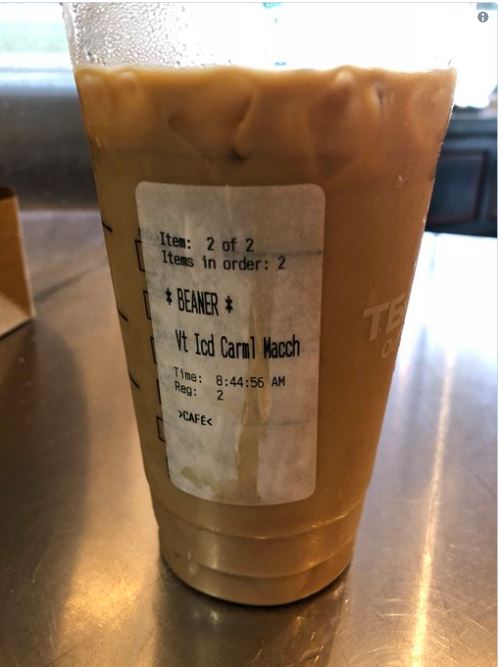 Item: 2 of 2
Items in order: 2
* BEANER *
Vt Icd Carml Macch
Time: 8:44:56 AM
Reg: 2
>CAFÉ<